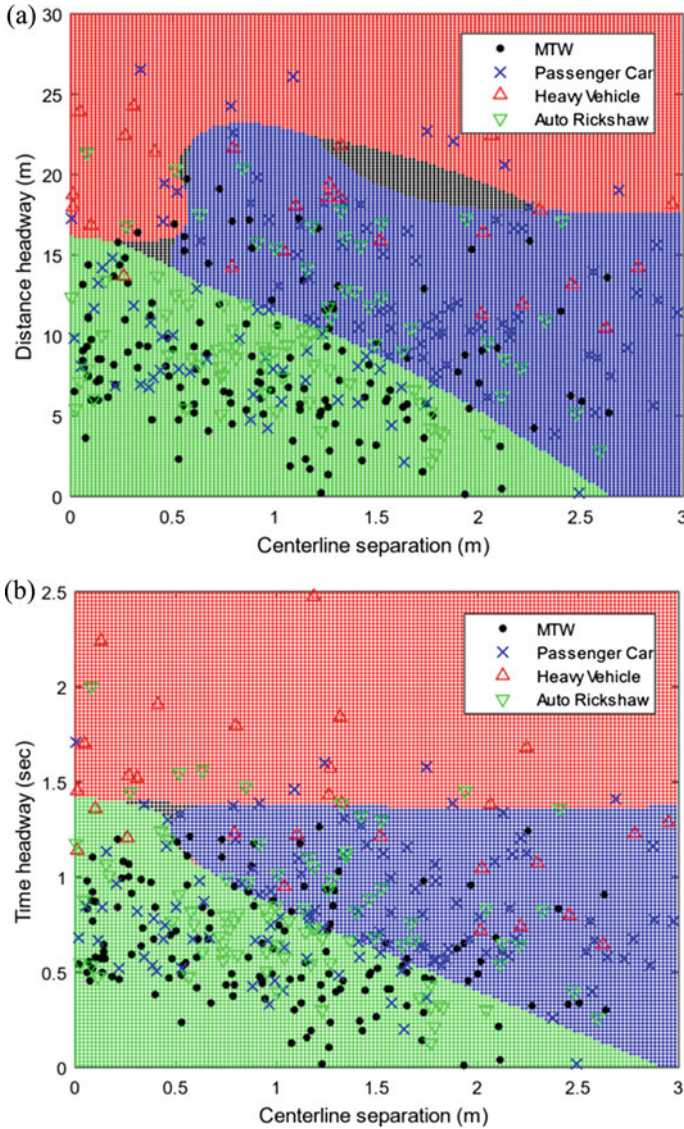 (a)
30
25
20
15
10
5
0
Distance headway (m)
MTW
Passenger Car
Heavy Vehicle
Auto Rickshaw
0 0.5 1 1.5 2 2.5 3
Centerline separation (m)
(b)
2.5
2
1.5
1
0.5
0
Time headway (sec)
MTW
Passenger Car
Heavy Vehicle
Auto Rickshaw
0 0.5 1 1.5 2 2.5 3
Centerline separation (m)